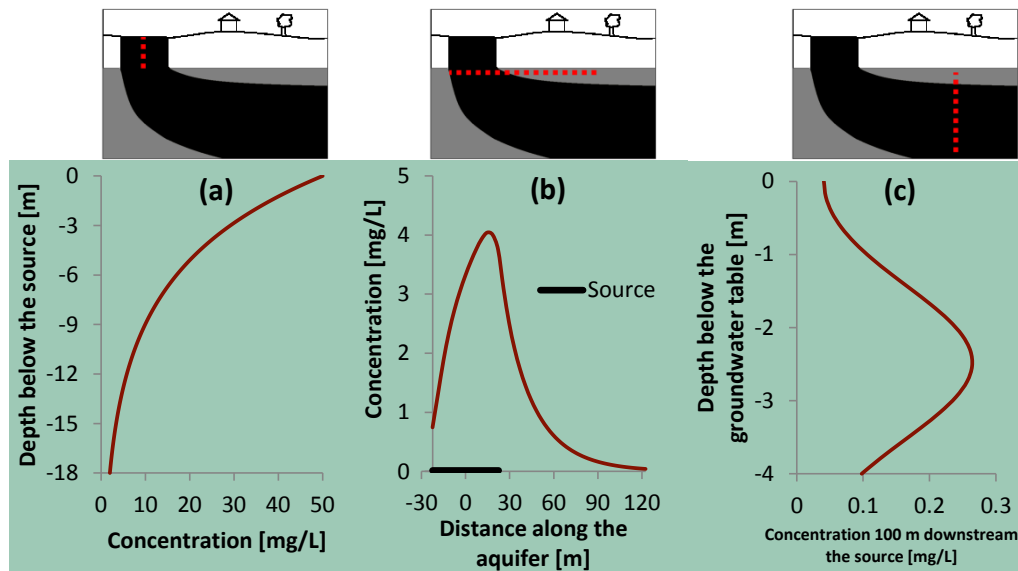 (a)
0
-3
-6
-9
-12
-15
-18
Depth below the source [m]
0 10 20 30 40 50
Concentration [mg/L]
(b)
5
4
3
2
1
0
Concentration [mg/L]
Source
-30 0 30 60 90 122
Distance along the
aquifer [m]
(c)
0
-1
-2
-3
-4
Depth below the
groundwater table [m]
0 0.1 0.2 0.3
Concentration 100 m downstream
the source [mg/L]